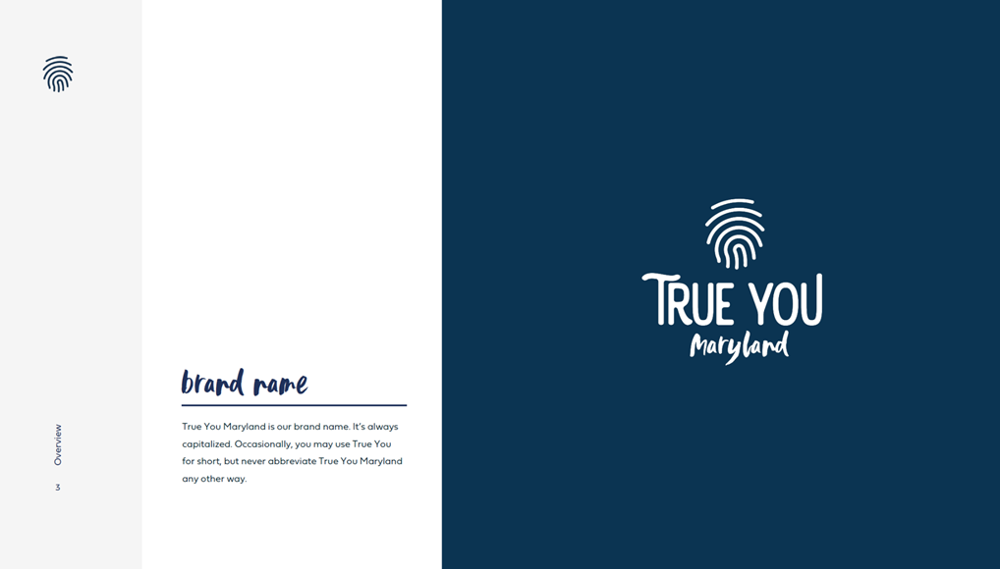 Overview
3
brand name
True You Maryland is our brand name. It's always
capitalized. Occasionally, you may use True You
for short, but never abbreviate True You Maryland
any other way.
TRUE YOU
Maryland